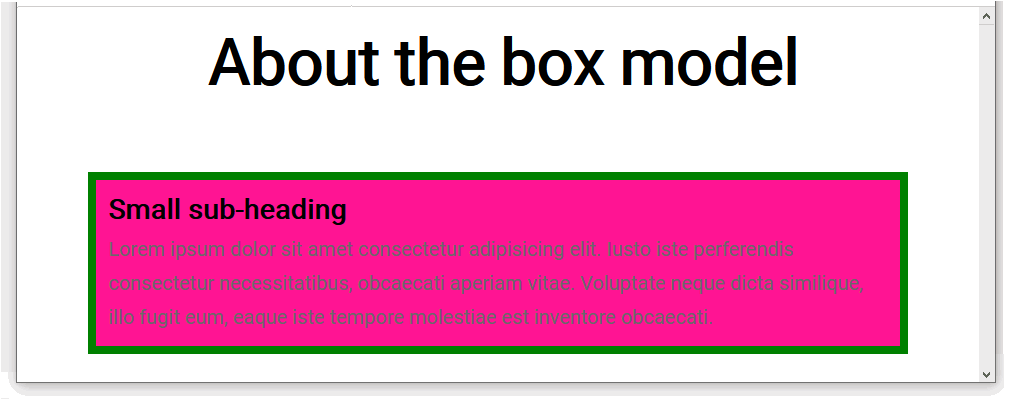 About the box model
Small sub-heading
Lorem ipsum dolor sit amet consectetur adipisicing elit. Iusto iste perferendis
consectetur necessitatibus, obcaecati aperiam vitae. Voluptate neque dicta similique,
illo fugit eum, eaque iste tempore molestiae est inventore obcaecati.